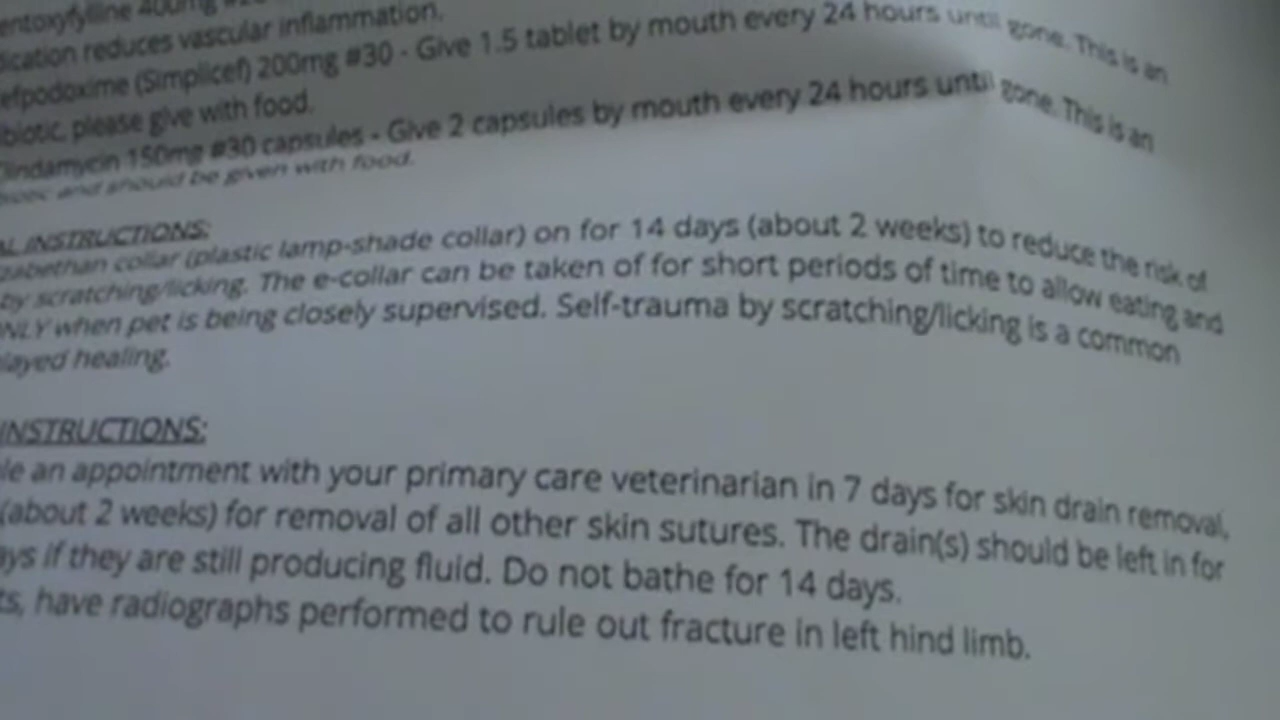 entoxyfylline 400mg
dication reduces vascular inflammation.
efpodoxime (Simplicef) 200mg #30 - Give 1.5 tablet by mouth every 24 hours until gone. This is an
ibiotic, please give with food.
lindamycin 150mg #30 capsules - Give 2 capsules by mouth every 24 hours until gone. This is an
and should be given with food.
AL INSTRUCTIONS:
zabethan collar (plastic lamp-shade collar) on for 14 days (about 2 weeks) to reduce the risk of
by scratching/licking. The e-collar can be taken of for short periods of time to allow eating and
NLY when pet is being closely supervised. Self-trauma by scratching/licking is a common
layed healing.
INSTRUCTIONS:
le an appointment with your primary care veterinarian in 7 days for skin drain removal,
(about 2 weeks) for removal of all other skin sutures. The drain(s) should be left in for
ays if they are still producing fluid. Do not bathe for 14 days.
ts, have radiographs performed to rule out fracture in left hind limb.